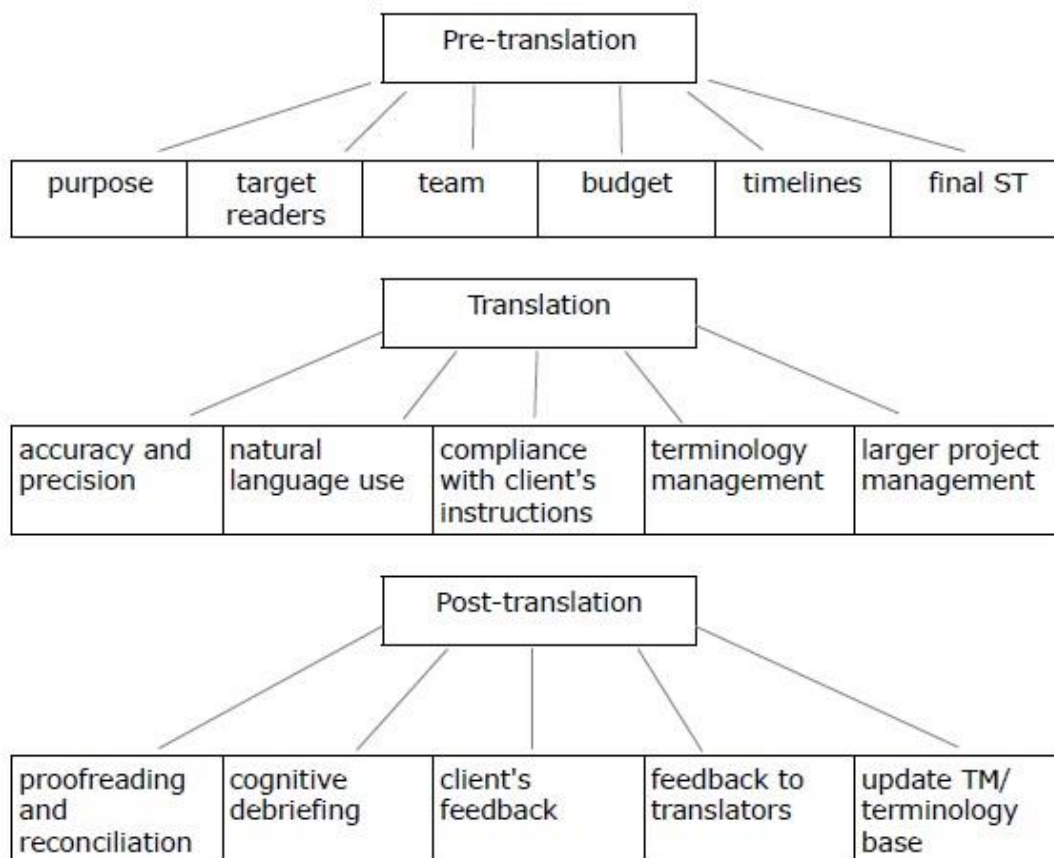 Pre-translation
purpose
target
readers
team
budget
timelines
final ST
Translation
accuracy and
precision
natural
language use
compliance
with client's
instructions
terminology
management
larger project
management
Post-translation
proofreading
and
reconciliation
cognitive
debriefing
client's
feedback
feedback to
translators
update TM/
terminology
base